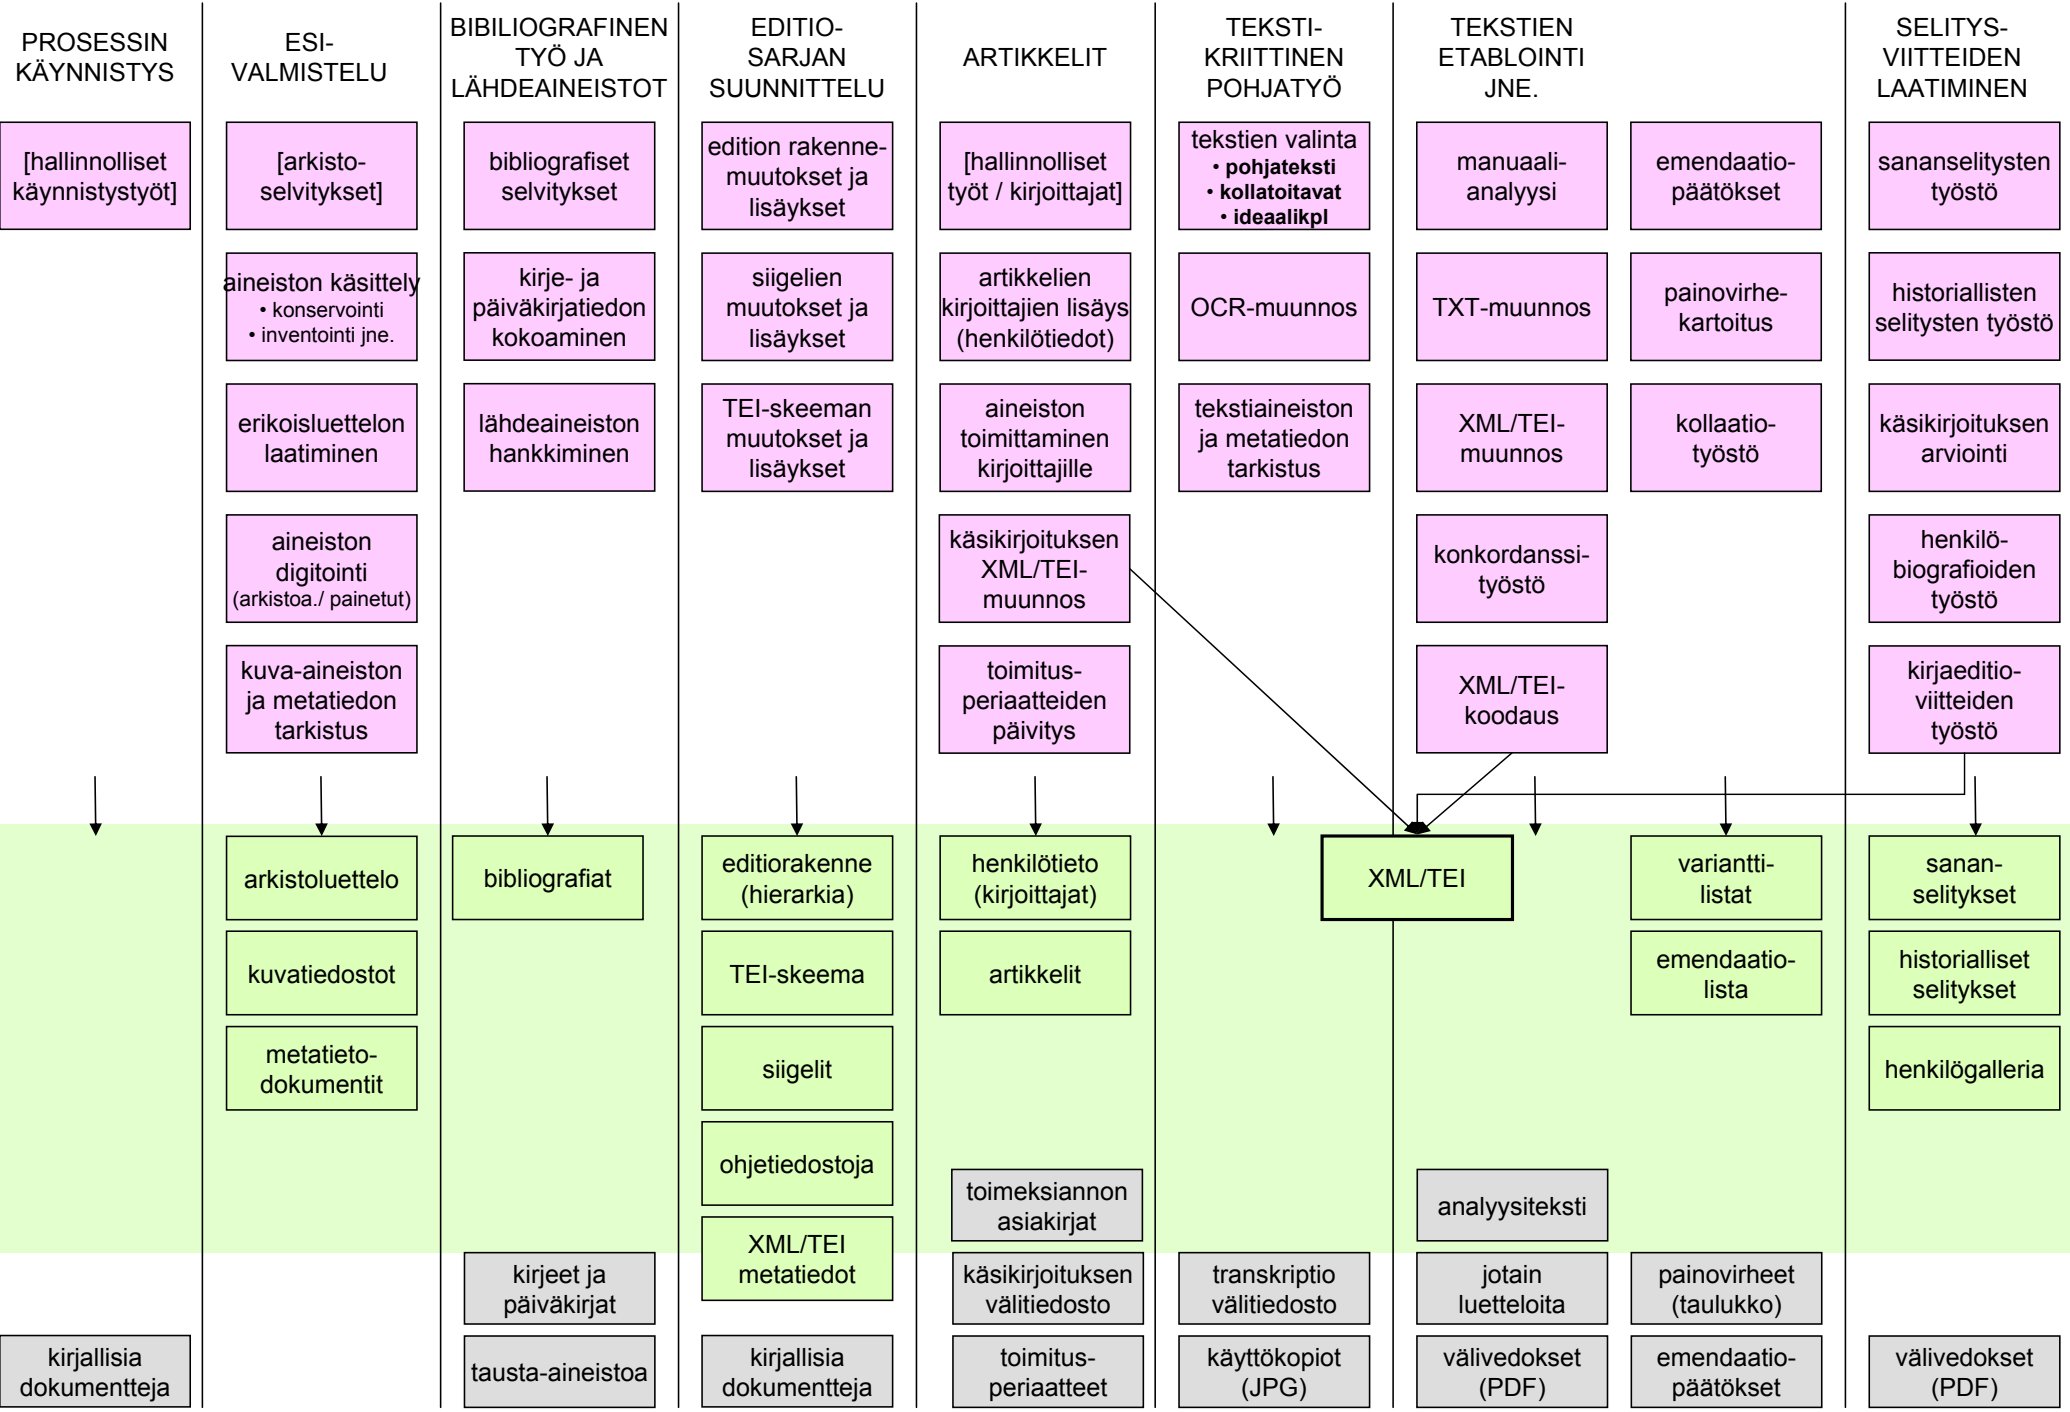 PROSESSIN
KÄYNNISTYS
ESI-
VALMISTELU
BIBILIOGRAFINEN
TYÖ JA
LÄHDEAINEISTOT
EDITIO-
SARJAN
SUUNNITTELU
ARTIKKELIT
TEKSTI-
KRIITTINEN
POHJATYÖ
TEKSTIEN
ETABLOINTI
JNE.
SELITYS-
VIITTEIDEN
LAATIMINEN
[hallinnolliset
käynnistystyöt]
[arkisto-
selvitykset]
bibliografiset
selvitykset
edition rakenne-
muutokset ja
lisäykset
[hallinnolliset
työt / kirjoittajat]
tekstien valinta
• pohjateksti
• kollatoitavat
• ideaalikpl
manuaali-
analyysi
emendaatio-
päätökset
sananselitysten
työstö
aineiston käsittely
• konservointi
• inventointi jne.
kirje- ja
päiväkirjatiedon
kokoaminen
siigelien
muutokset ja
lisäykset
artikkelien
kirjoittajien lisäys
(henkilötiedot)
OCR-muunnos
TXT-muunnos
painovirhe-
kartoitus
historiallisten
selitysten työstö
erikoisluettelon
laatiminen
lähdeaineiston
hankkiminen
TEI-skeeman
muutokset ja
lisäykset
aineiston
toimittaminen
kirjoittajille
tekstiaineiston
ja metatiedon
tarkistus
XML/TEI-
muunnos
kollaatio-
työstö
käsikirjoituksen
arviointi
aineiston
digitointi
(arkistoa./ painetut)
käsikirjoituksen
XML/TEI-
muunnos
konkordanssi-
työstö
henkilö-
biografioiden
työstö
kuva-aineiston
ja metatiedon
tarkistus
toimitus-
periaatteiden
päivitys
XML/TEI-
koodaus
kirjaeditio-
viitteiden
työstö
arkistoluettelo
bibliografiat
editiorakenne
(hierarkia)
henkilötieto
(kirjoittajat)
XML/TEI
variantti-
listat
sanan-
selitykset
kuvatiedostot
TEI-skeema
artikkelit
emendaatio-
lista
historialliset
selitykset
metatieto-
dokumentit
siigelit
henkilögalleria
ohjetiedostoja
toimeksiannon
asiakirjat
analyysiteksti
XML/TEI
metatiedot
kirjeet ja
päiväkirjat
käsikirjoituksen
välitiedosto
transkriptio
välitiedosto
jotain
luetteloita
painovirheet
(taulukko)
kirjallisia
dokumentteja
tausta-aineistoa
kirjallisia
dokumentteja
toimitus-
periaatteet
käyttökopiot
(JPG)
välivedokset
(PDF)
emendaatio-
päätökset
välivedokset
(PDF)